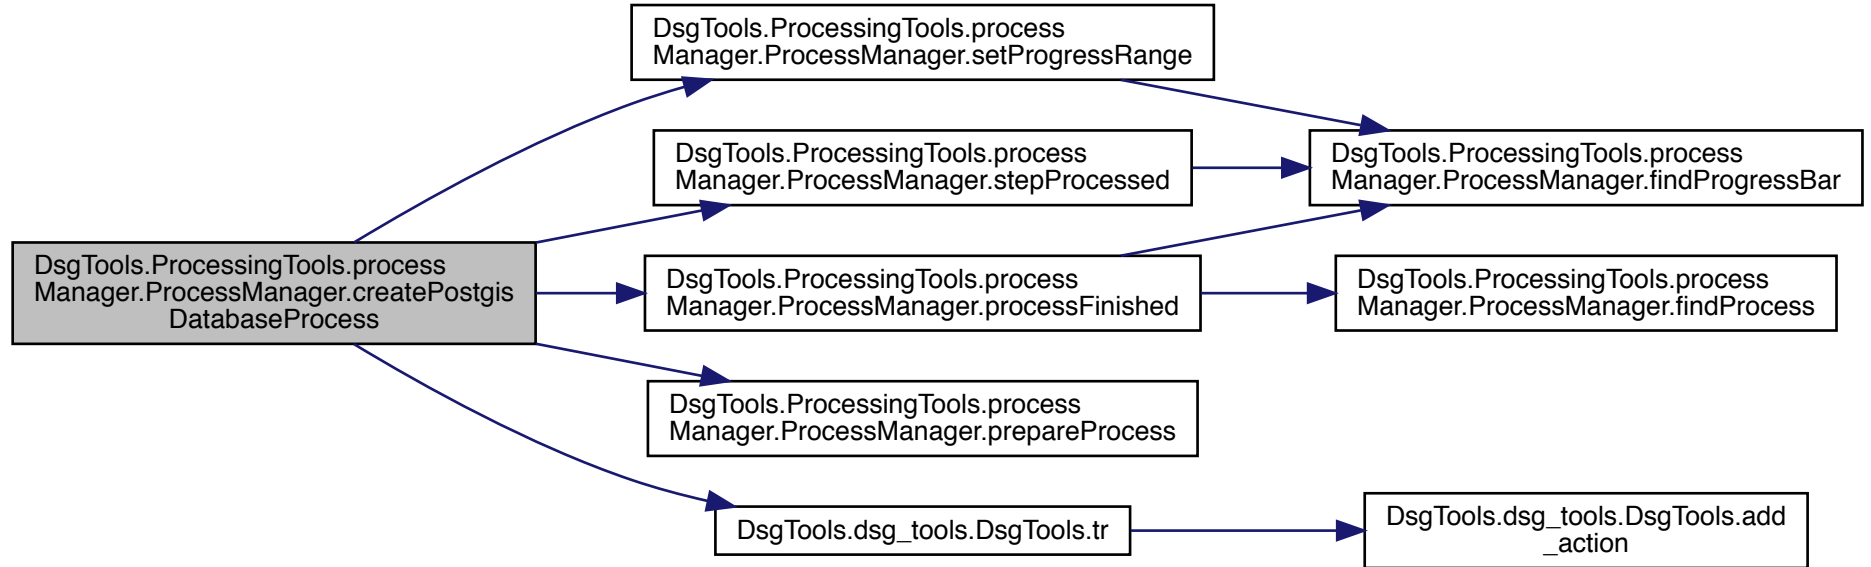 DsgTools.ProcessingTools.process
Manager.ProcessManager.setProgressRange
DsgTools.ProcessingTools.process
Manager.ProcessManager.stepProcessed
DsgTools.ProcessingTools.process
Manager.ProcessManager.findProgressBar
DsgTools.ProcessingTools.process
Manager.ProcessManager.createPostgis
DatabaseProcess
DsgTools.ProcessingTools.process
Manager.ProcessManager.processFinished
DsgTools.ProcessingTools.process
Manager.ProcessManager.findProcess
DsgTools.ProcessingTools.process
Manager.ProcessManager.prepareProcess
DsgTools.dsg_tools.DsgTools.tr
DsgTools.dsg_tools.DsgTools.add
_action